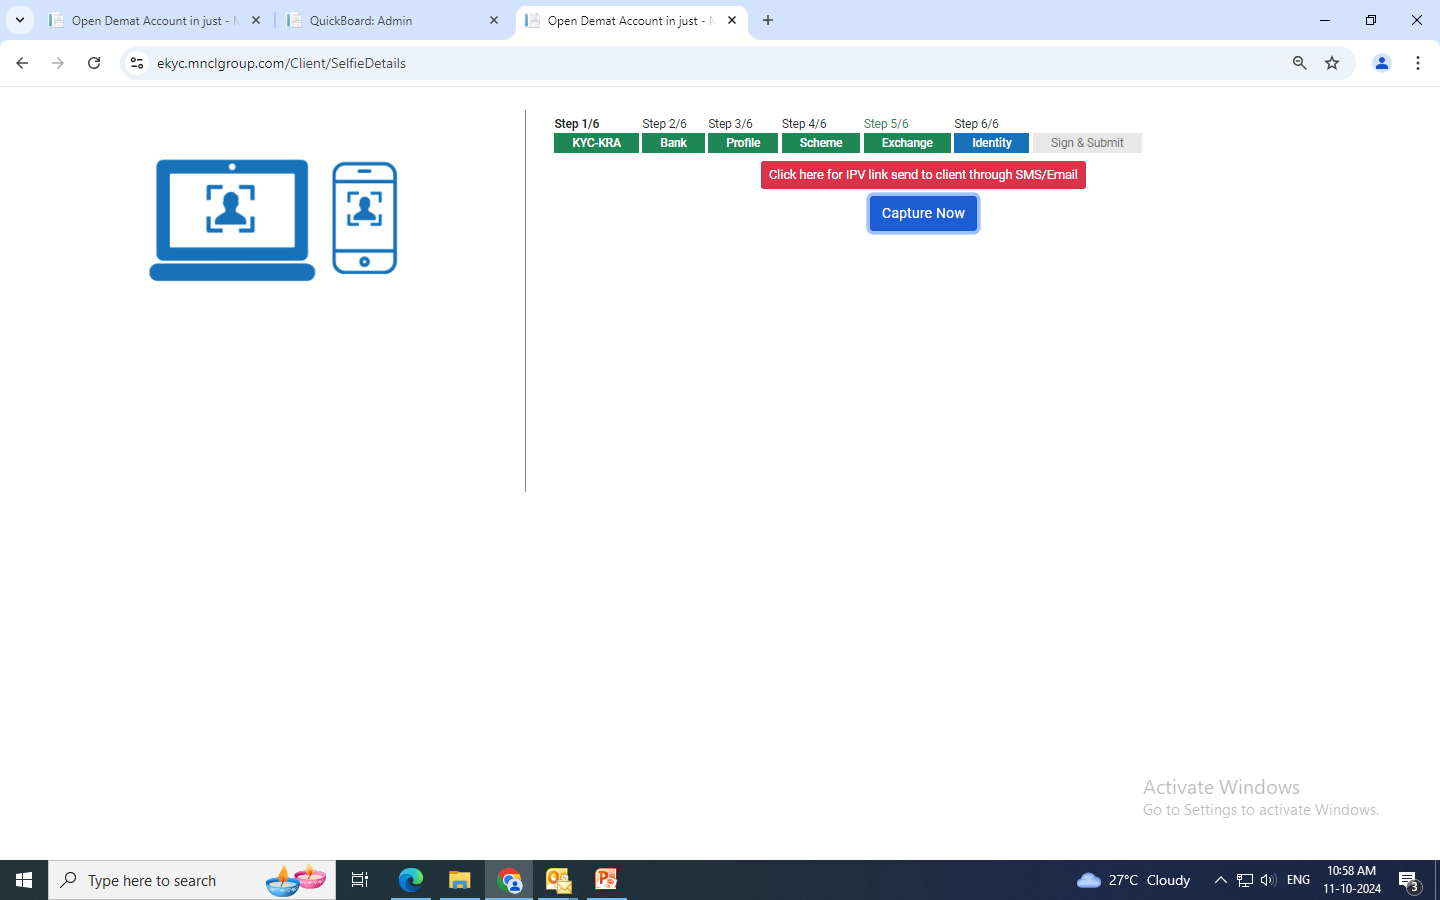 Open Demat Account in just -
QuickBoard: Admin
Open Demat Account in just -
ekyc.mnclgroup.com/Client/SelfieDetails
Step 1/6 Step 2/6 Step 3/6 Step 4/6 Step 5/6 Step 6/6
KYC-KRA Bank Profile Scheme Exchange Identity Sign & Submit
Click here for IPV link send to client through SMS/Email
Capture Now
Activate Windows
Go to Settings to activate Windows.
Type here to search
27°C Cloudy
ENG
10:58 AM
11-10-2024
3